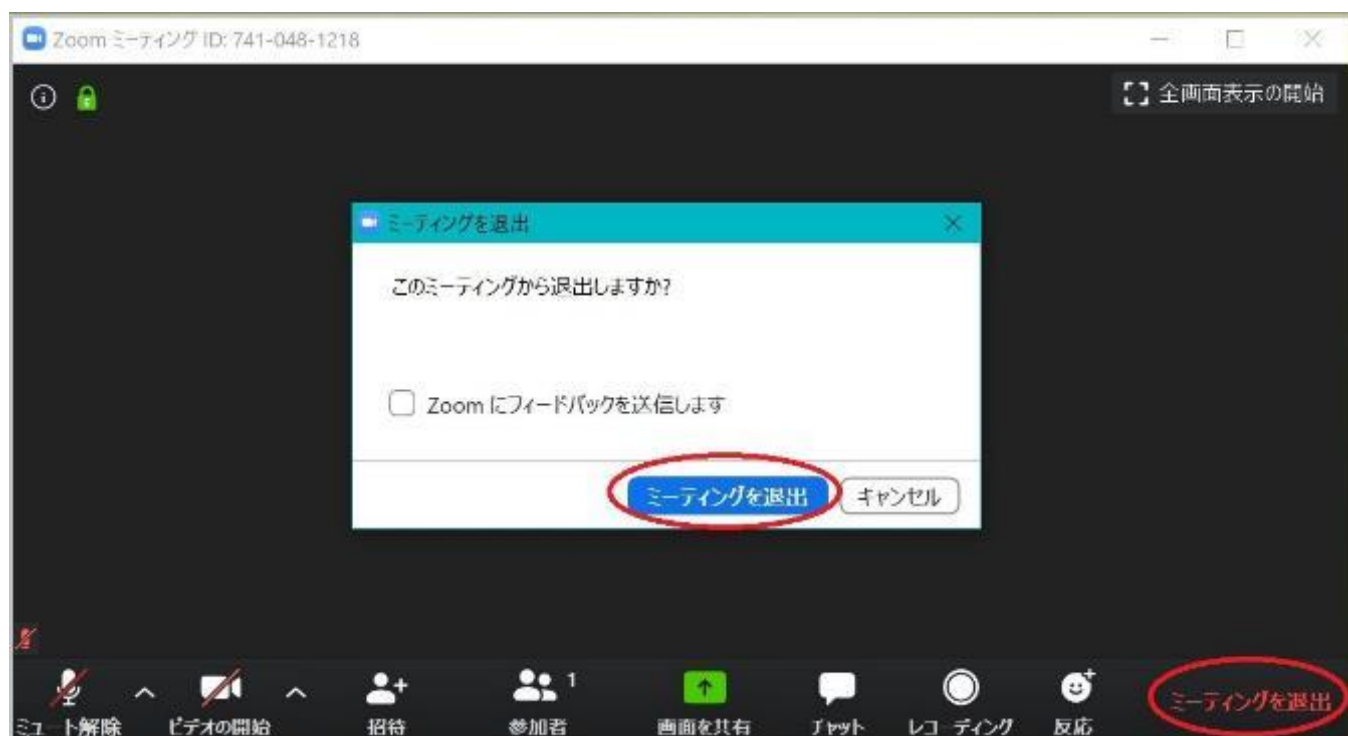 Zoom ミーティング ID: 741-048-1218
全画面表示の開始
ミーティングを退出
このミーティングから退出しますか?
Zoom にフィードバックを送信します
ミーティングを退出
キャンセル
ミュート解除
ビデオの開始
招待
参加者
1
画面を共有
チャット
レコーディング
反応
ミーティングを退出